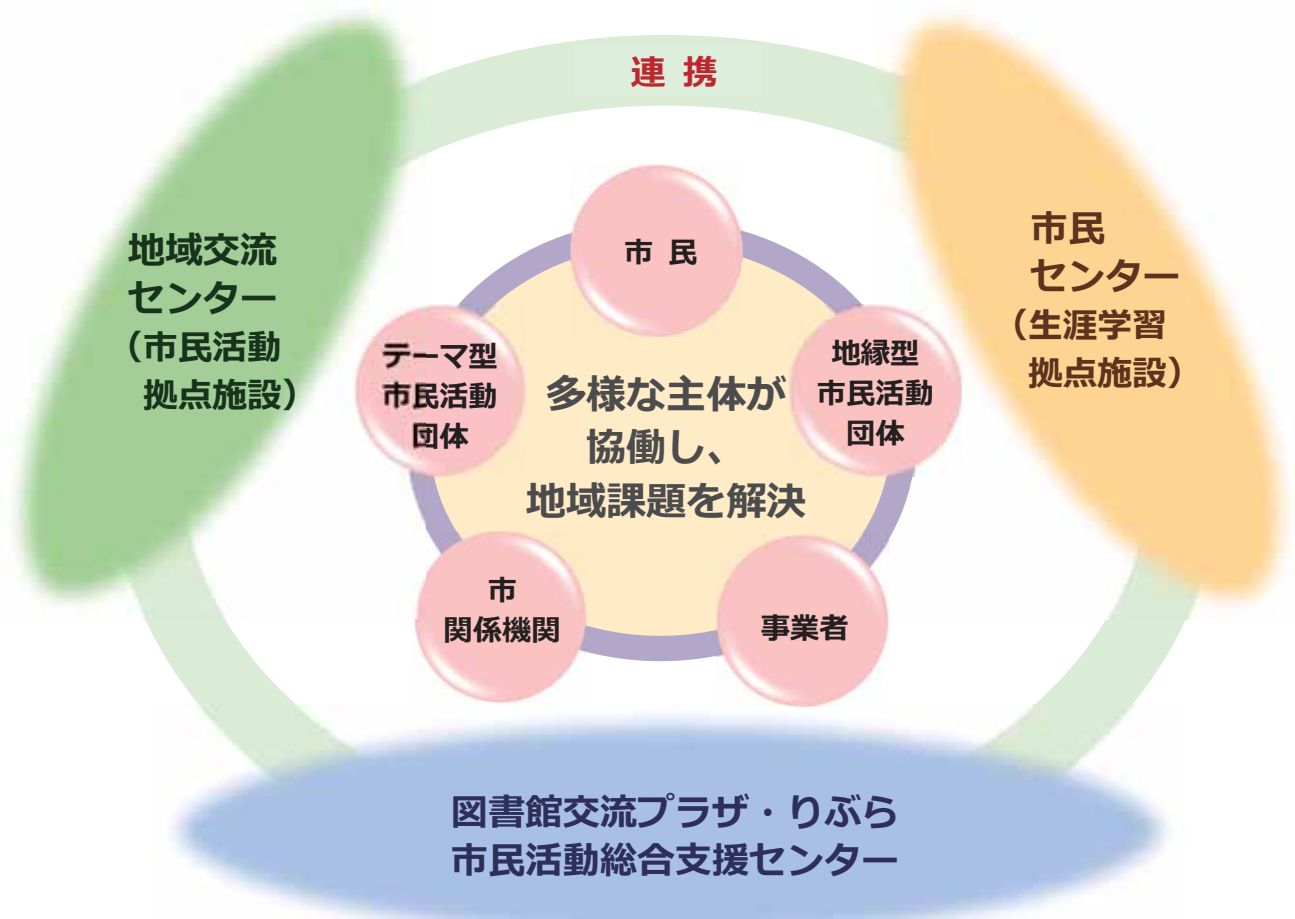 連 携
地域交流
センター
（市民活動
拠点施設）
市民
センター
（生涯学習
拠点施設）
市 民
テーマ型
市民活動
団体
地縁型
市民活動
団体
多様な主体が
協働し、
地域課題を解決
市
関係機関
事業者
図書館交流プラザ・りぶら
市民活動総合支援センター